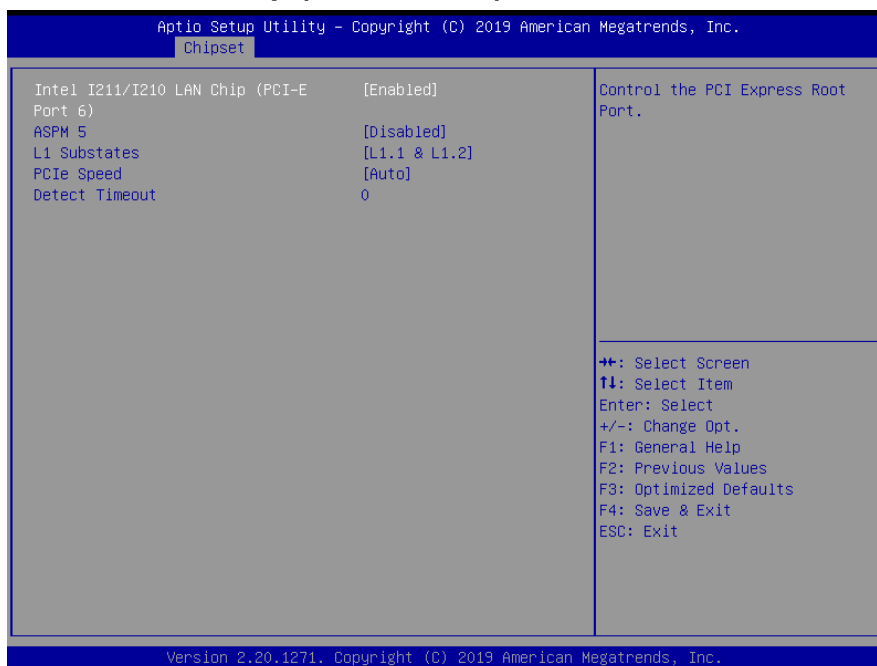 Aptio Setup Utility – Copyright (C) 2019 American Megatrends, Inc.
Chipset
Intel I211/I210 LAN Chip (PCI-E [Enabled]
Port 6)
ASPM 5 [Disabled]
L1 Substates [L1.1 & L1.2]
PCIe Speed [Auto]
Detect Timeout 0
Control the PCI Express Root
Port.
→←: Select Screen
↑↓: Select Item
Enter: Select
+/-: Change Opt.
F1: General Help
F2: Previous Values
F3: Optimized Defaults
F4: Save & Exit
ESC: Exit
Version 2.20.1271. Copyright (C) 2019 American Megatrends, Inc.